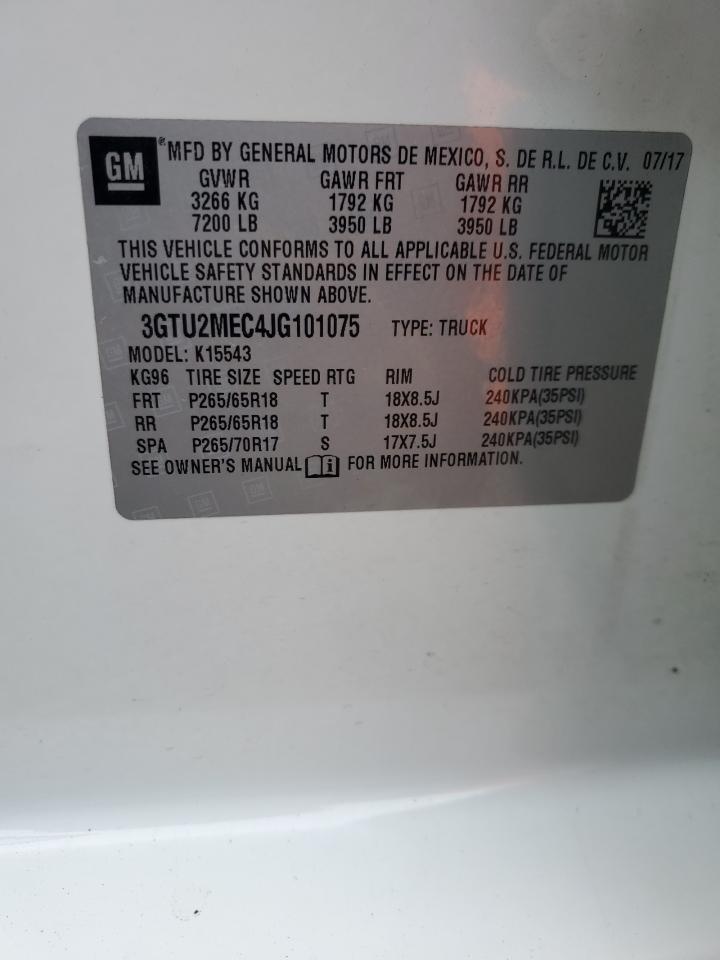 GM ® MFD BY GENERAL MOTORS DE MEXICO, S. DE R.L. DE C.V. 07/17
GVWR GAWR FRT GAWR RR
3266 KG 1792 KG 1792 KG
7200 LB 3950 LB 3950 LB
THIS VEHICLE CONFORMS TO ALL APPLICABLE U.S. FEDERAL MOTOR
VEHICLE SAFETY STANDARDS IN EFFECT ON THE DATE OF
MANUFACTURE SHOWN ABOVE.
3GTU2MEC4JG101075 TYPE: TRUCK
MODEL: K15543
KG96 TIRE SIZE SPEED RTG RIM COLD TIRE PRESSURE
FRT P265/65R18 T 18X8.5J 240KPA(35PSI)
RR P265/65R18 T 18X8.5J 240KPA(35PSI)
SPA P265/70R17 S 17X7.5J 240KPA(35PSI)
SEE OWNER'S MANUAL i FOR MORE INFORMATION.